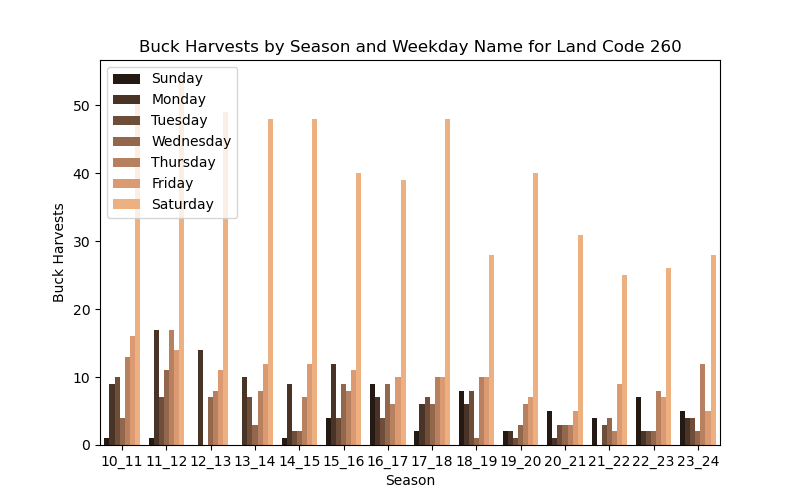 Buck Harvests by Season and Weekday Name for Land Code 260
Sunday
Monday
Tuesday
Wednesday
Thursday
Friday
Saturday
50
40
30
20
10
0
Buck Harvests
10_11 11_12 12_13 13_14 14_15 15_16 16_17 17_18 18_19 19_20 20_21 21_22 22_23 23_24
Season